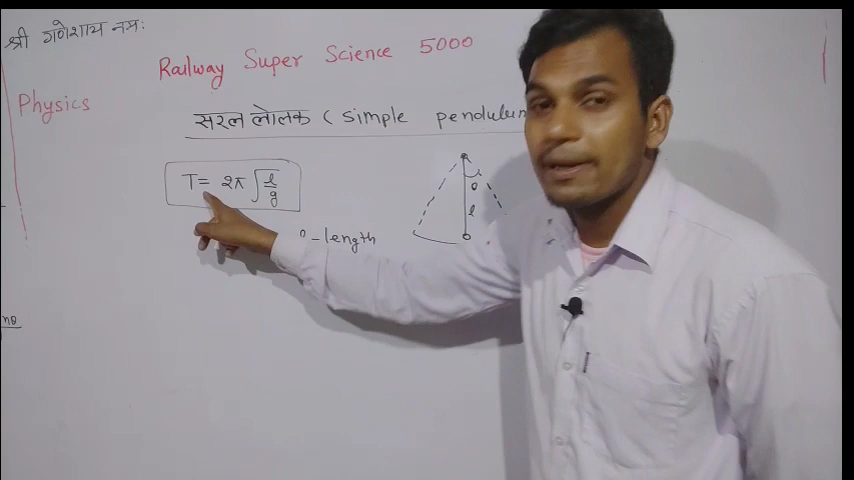 श्री गणेशाय नमः
Railway Super Science 5000
Physics
सरल लोलक ( simple pendulum
T = 2π √l/g
θ
l
l - length